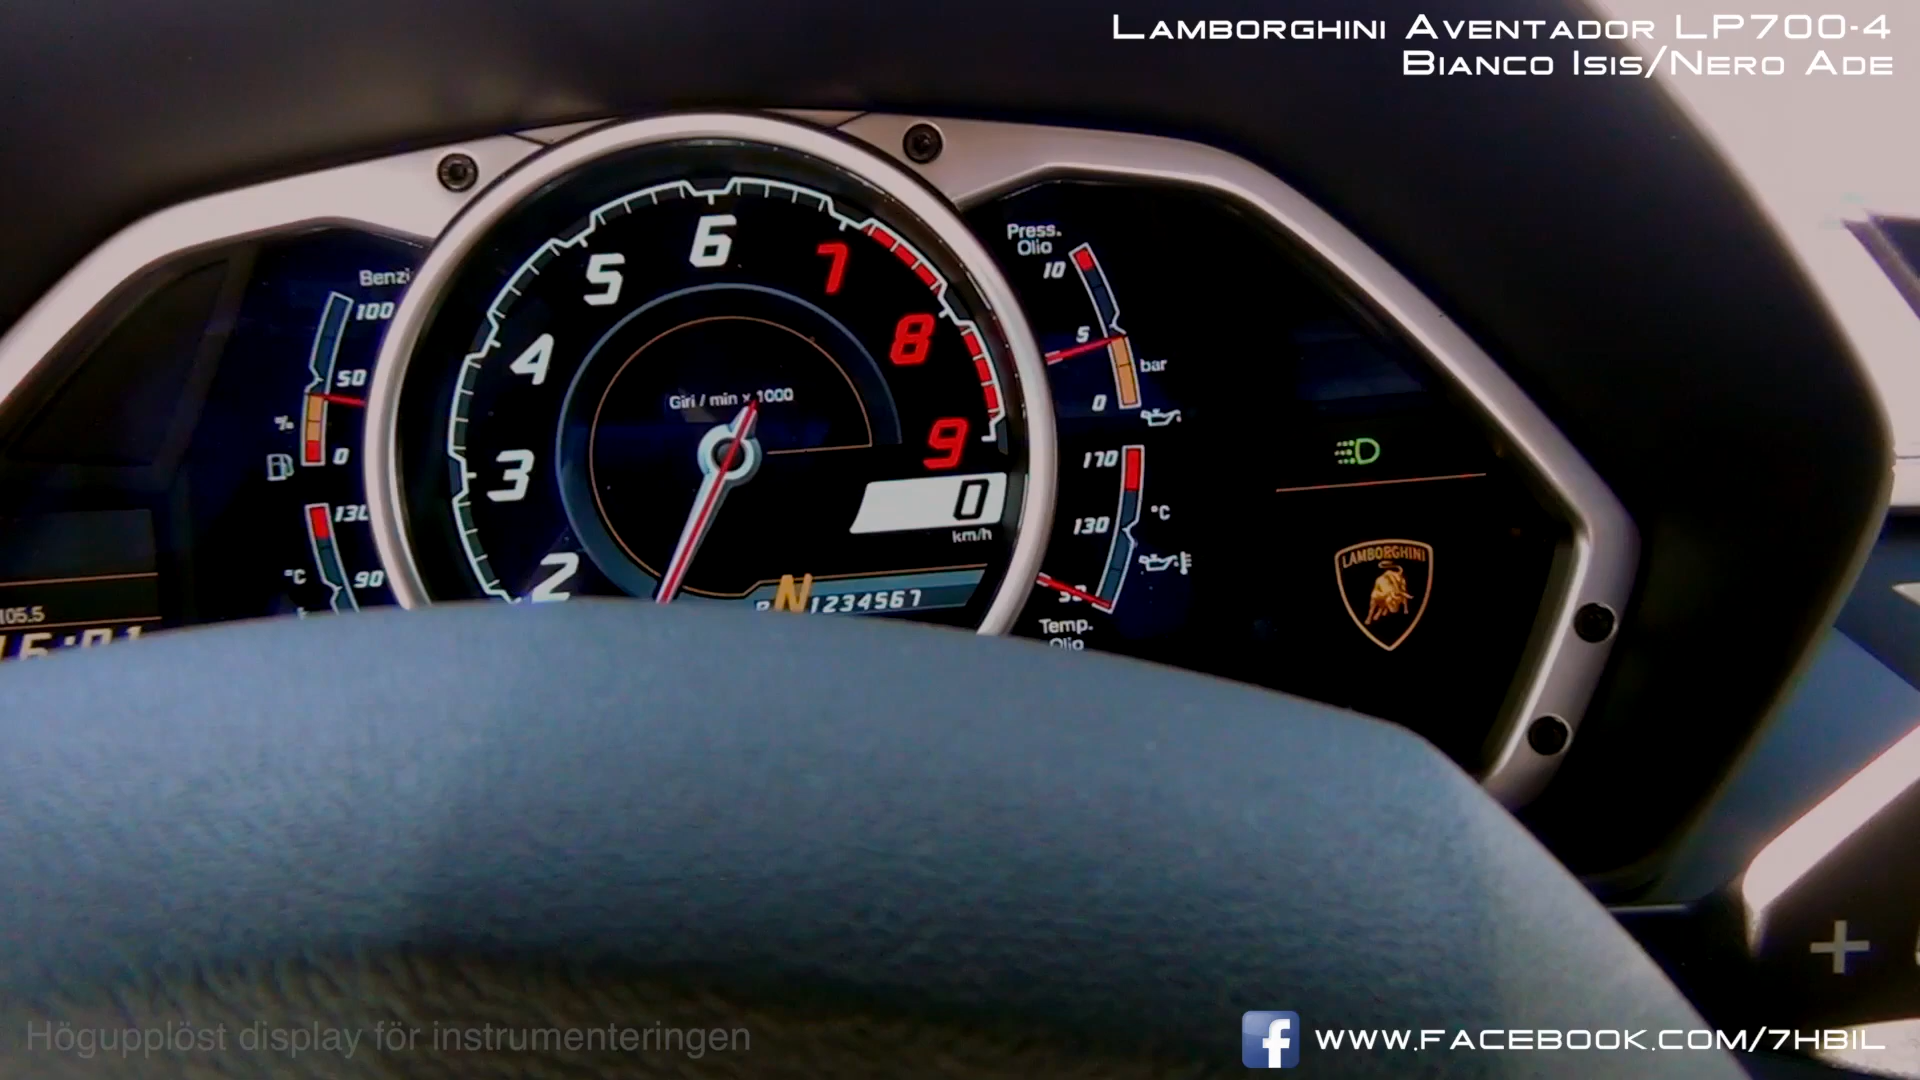 LAMBORGHINI AVENTADOR LP700-4
BIANCO ISIS/NERO ADE
Press.
Olio
10
5
0
bar
Benzi
100
50
%
0
2
3
4
5
6
7
8
9
Giri / min x 1000
0
km/h
R N 1234567
130
90
°C
170
130
°C
50
Temp.
Olio
LAMBORGHINI
105.5
+
Högupplöst display för instrumenteringen
f WWW.FACEBOOK.COM/7HBIL